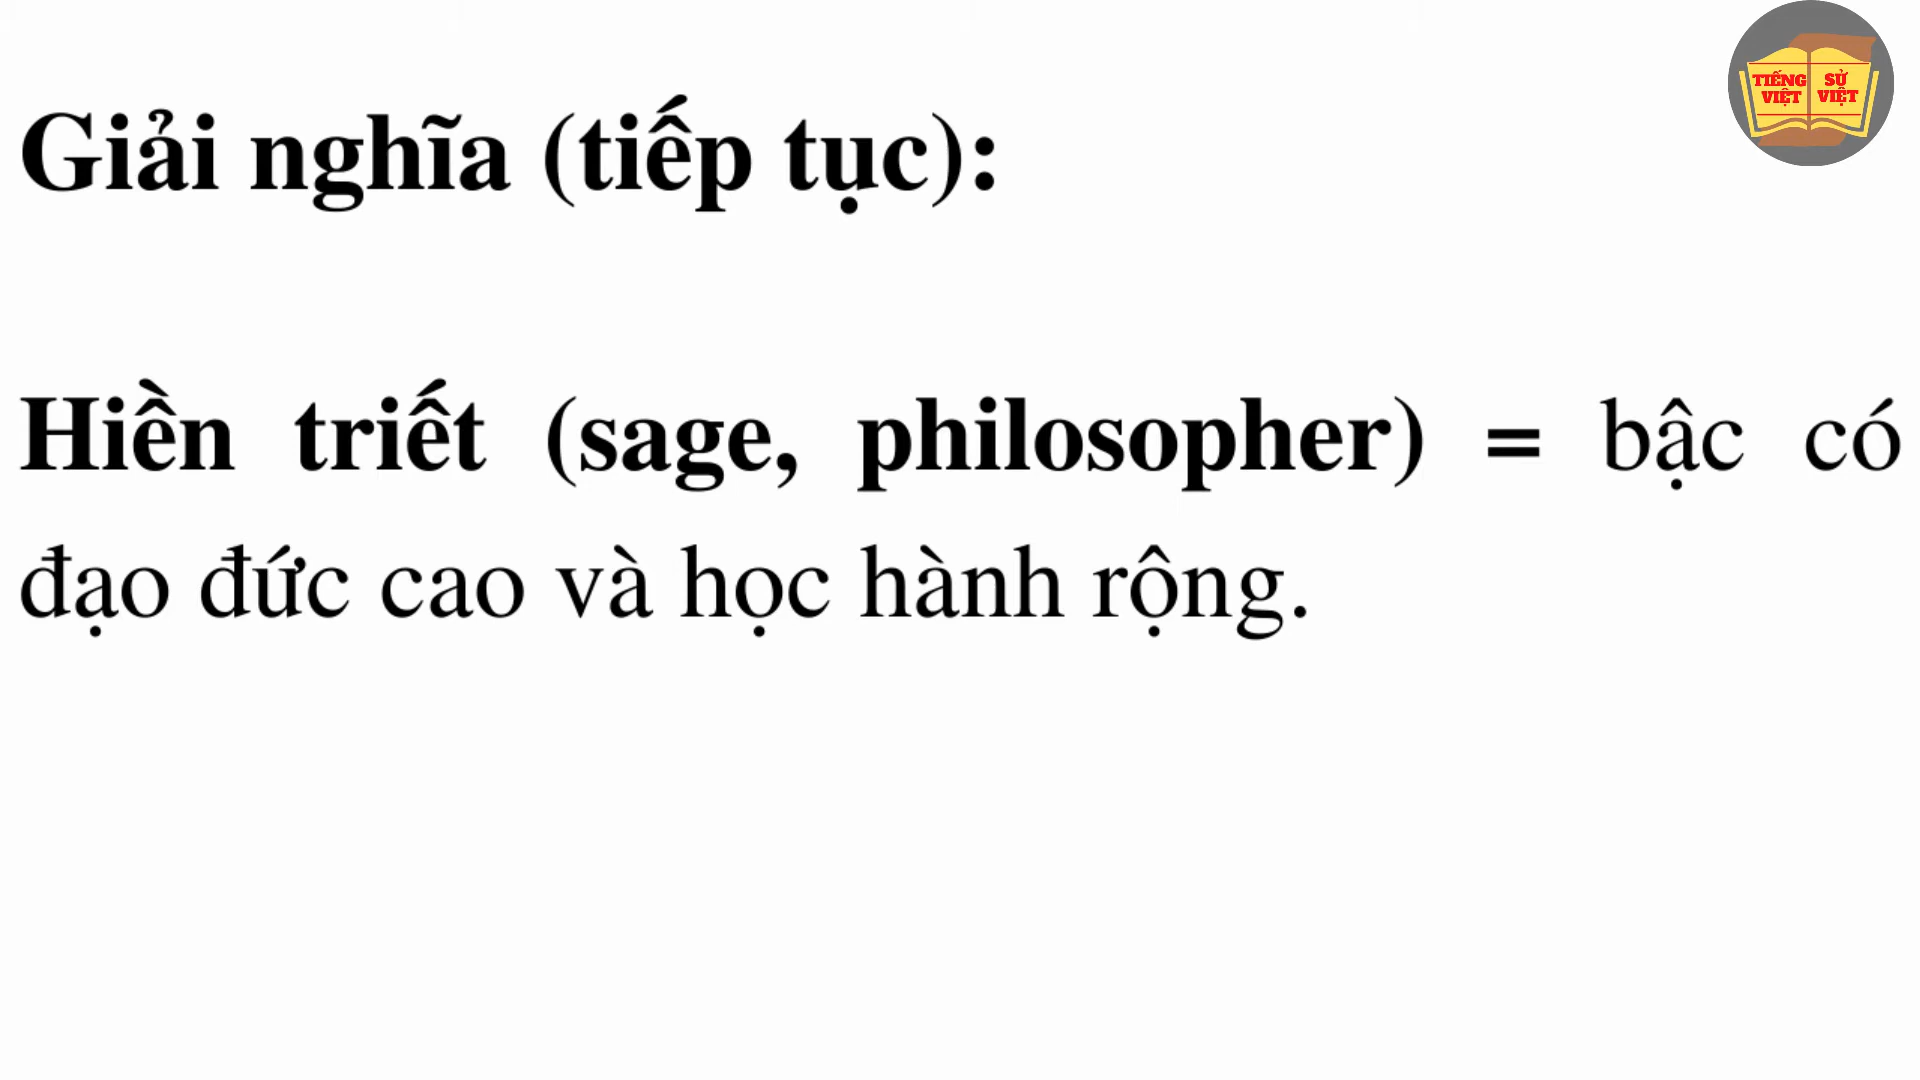 TIẾNG VIỆT
SỬ VIỆT
Giải nghĩa (tiếp tục):
Hiền triết (sage, philosopher) = bậc có
đạo đức cao và học hành rộng.